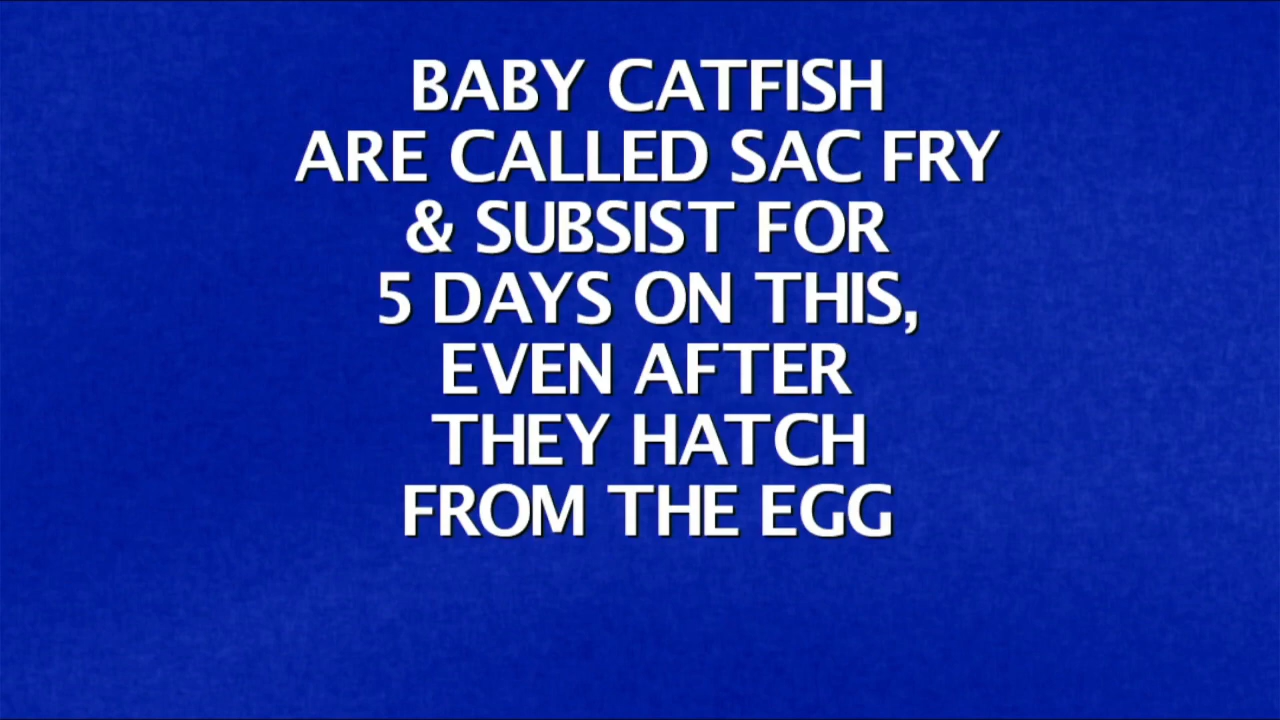 BABY CATFISH
ARE CALLED SAC FRY
& SUBSIST FOR
5 DAYS ON THIS,
EVEN AFTER
THEY HATCH
FROM THE EGG